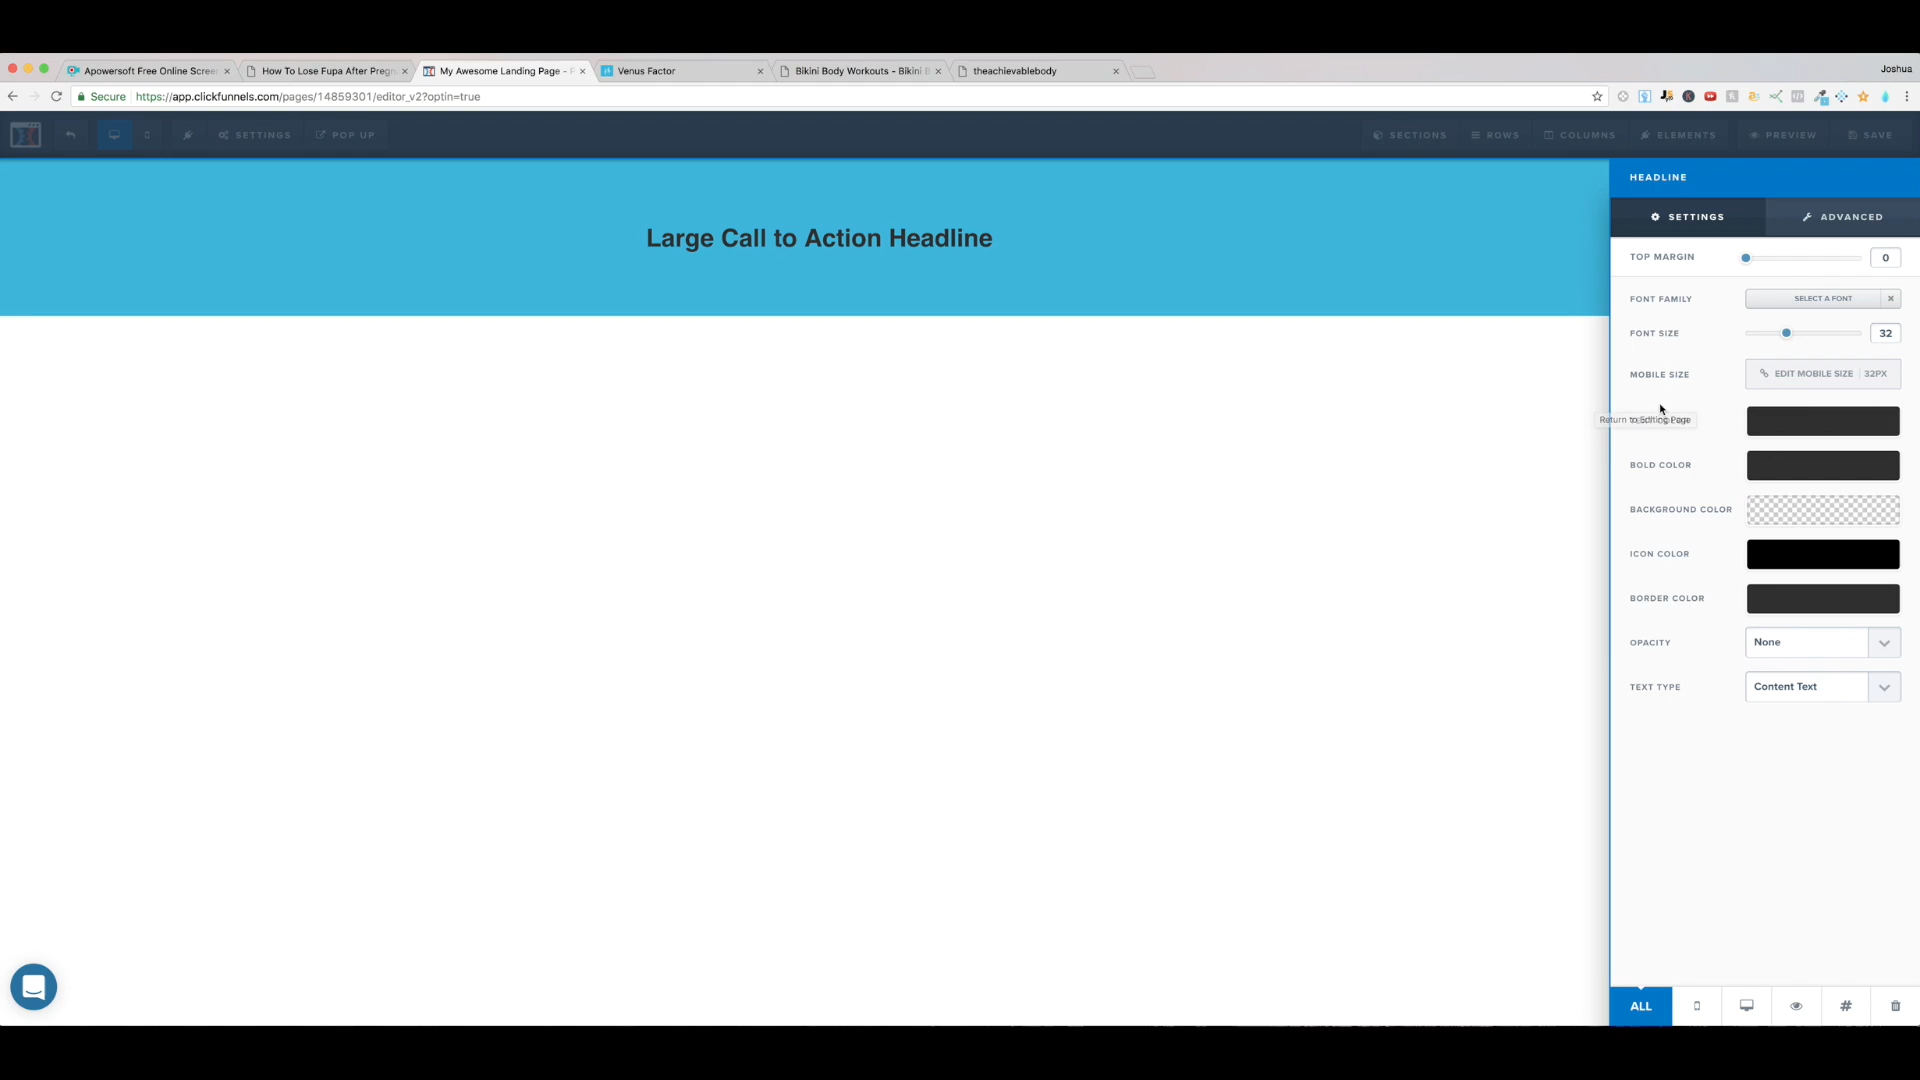 Apowersoft Free Online Scree
How To Lose Fupa After Pregn
My Awesome Landing Page -
Venus Factor
Bikini Body Workouts - Bikini B
theachievablebody
Joshua
Secure
https://app.clickfunnels.com/pages/14859301/editor_v2?optin=true
SETTINGS
POP UP
SECTIONS
ROWS
COLUMNS
ELEMENTS
PREVIEW
SAVE
HEADLINE
SETTINGS
ADVANCED
Large Call to Action Headline
TOP MARGIN
0
FONT FAMILY
SELECT A FONT
FONT SIZE
32
MOBILE SIZE
EDIT MOBILE SIZE
32PX
Return to Editing Page
BOLD COLOR
BACKGROUND COLOR
ICON COLOR
BORDER COLOR
OPACITY
None
TEXT TYPE
Content Text
ALL